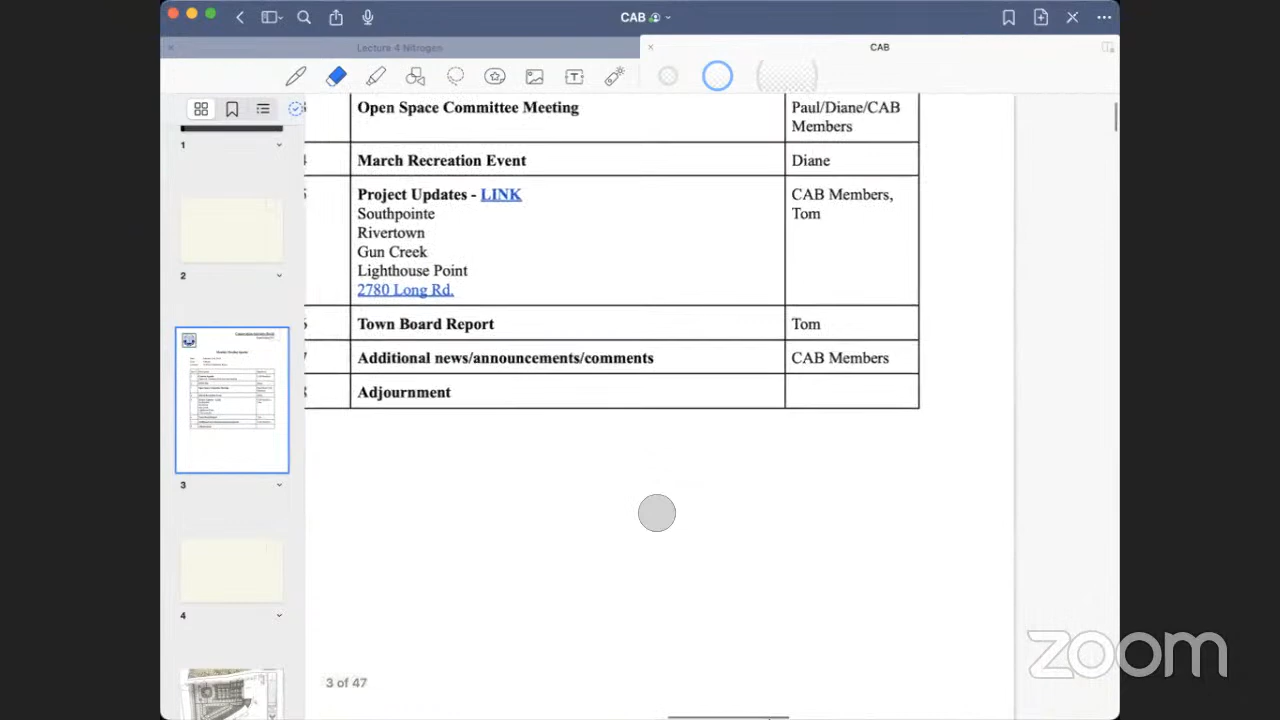 CAB
Lecture 4 Nitrogen
CAB
Open Space Committee Meeting
Paul/Diane/CAB
Members
March Recreation Event
Diane
Project Updates - LINK
CAB Members,
Tom
Southpointe
Rivertown
Gun Creek
Lighthouse Point
2780 Long Rd.
Town Board Report
Tom
Additional news/announcements/comments
CAB Members
Adjournment
1
2
3
4
3 of 47
zoom